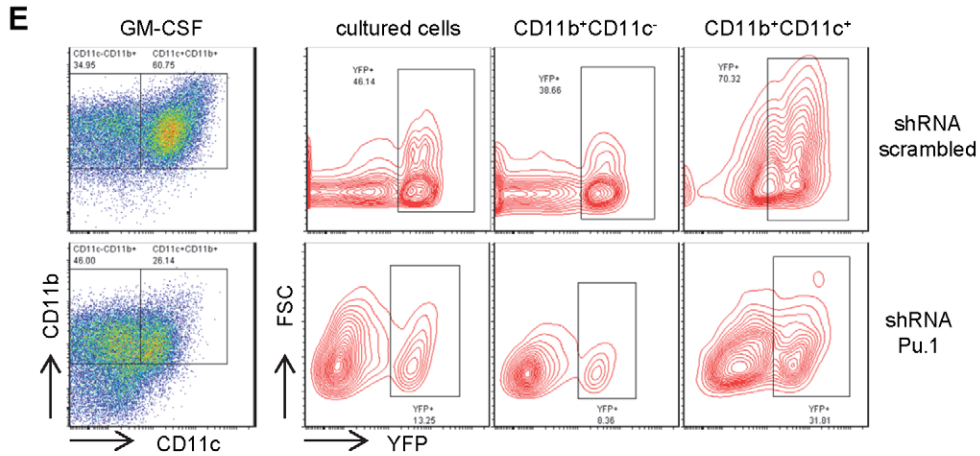 E
GM-CSF
cultured cells
CD11b+CD11c-
CD11b+CD11c+
CD11c-CD11b+ CD11c+CD11b+
34.95 60.75
YFP+
46.14
YFP+
38.66
YFP+
70.32
shRNA
scrambled
CD11c-CD11b+ CD11c+CD11b+
46.00 26.14
YFP+
13.25
YFP+
8.36
YFP+
31.81
shRNA
Pu.1
CD11b
FSC
CD11c
YFP